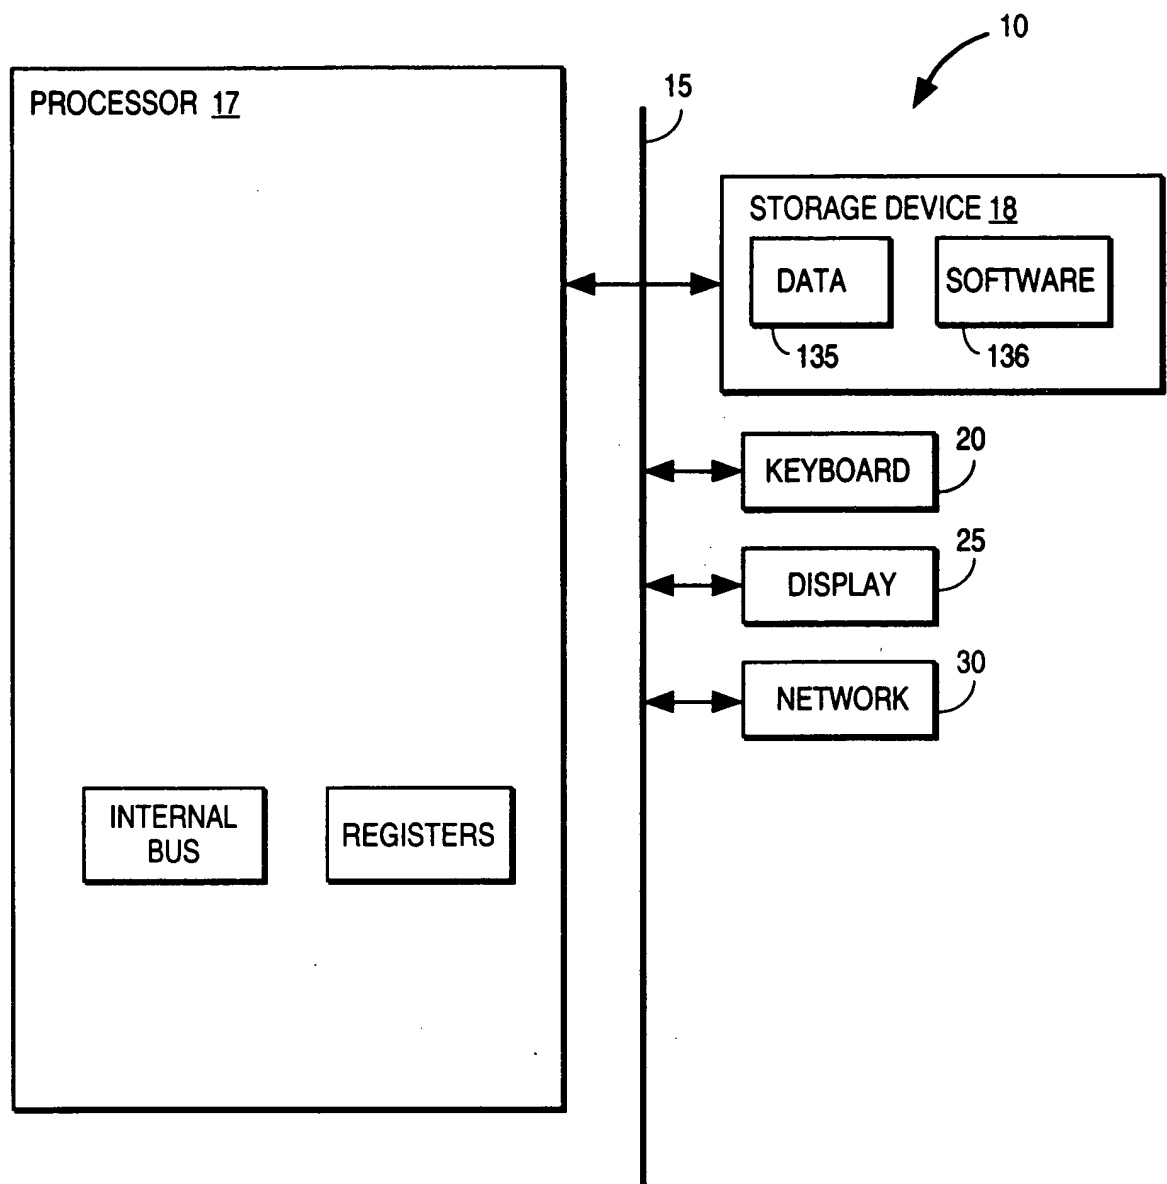 10
PROCESSOR 17
15
STORAGE DEVICE 18
DATA
SOFTWARE
135
136
KEYBOARD
20
DISPLAY
25
NETWORK
30
INTERNAL
BUS
REGISTERS